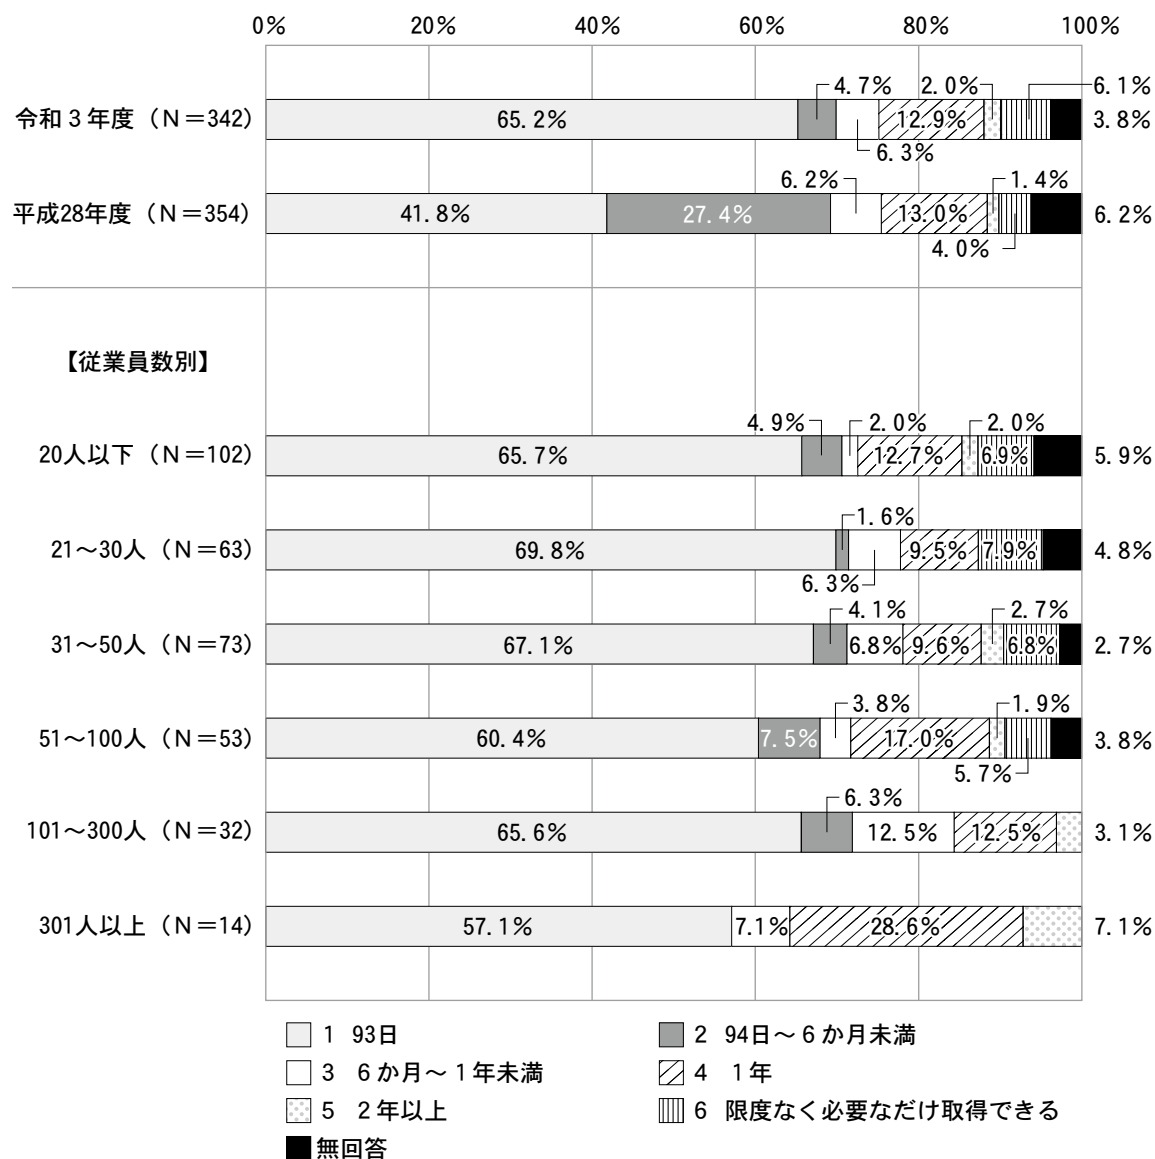 0% 20% 40% 60% 80% 100%
4.7% 2.0% 6.1%
令和３年度（Ｎ＝342） 65.2% 12.9% 3.8%
6.3%
6.2% 1.4%
平成28年度（Ｎ＝354） 41.8% 27.4% 13.0% 6.2%
4.0%
【従業員数別】
4.9% 2.0% 2.0%
20人以下（Ｎ＝102） 65.7% 12.7% 6.9% 5.9%
1.6%
21～30人（Ｎ＝63） 69.8% 9.5% 7.9% 4.8%
6.3%
4.1% 2.7%
31～50人（Ｎ＝73） 67.1% 6.8% 9.6% 6.8% 2.7%
3.8% 1.9%
51～100人（Ｎ＝53） 60.4% 7.5% 17.0% 3.8%
5.7%
6.3%
101～300人（Ｎ＝32） 65.6% 12.5% 12.5% 3.1%
301人以上（Ｎ＝14） 57.1% 7.1% 28.6% 7.1%
1 93日 2 94日～６か月未満
3 ６か月～１年未満 4 １年
5 ２年以上 6 限度なく必要なだけ取得できる
無回答